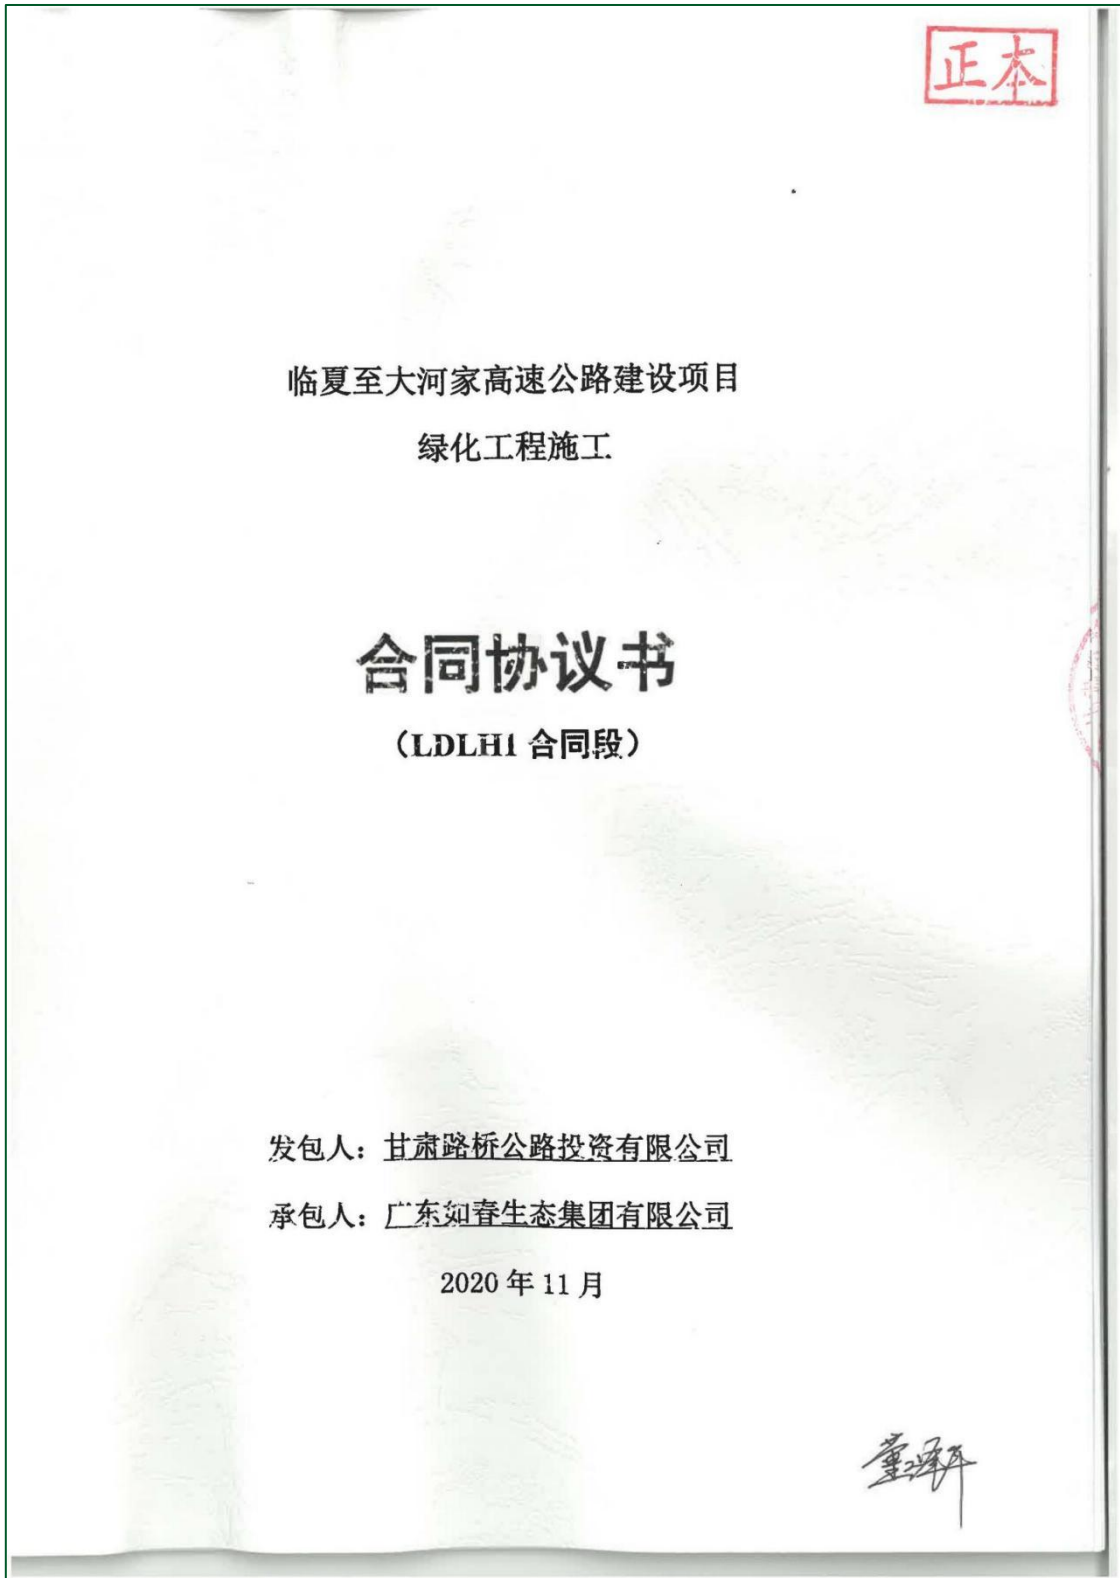 正本
临夏至大河家高速公路建设项目
绿化工程施工
合同协议书
（LDLH1 合同段）
发包人：甘肃路桥公路投资有限公司
承包人：广东如春生态集团有限公司
2020 年 11 月